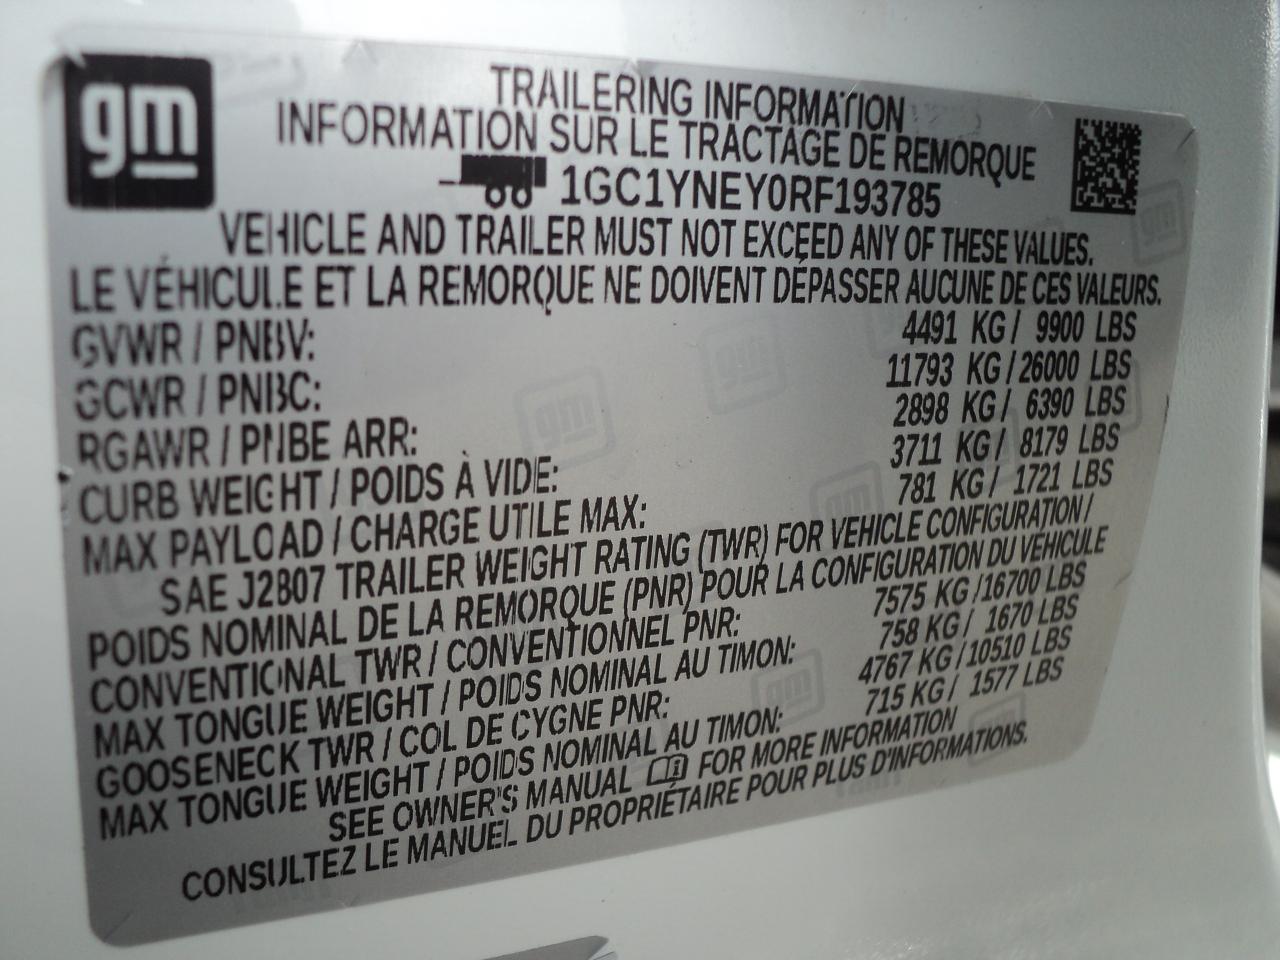 gm
TRAILERING INFORMATION
INFORMATION SUR LE TRACTAGE DE REMORQUE
1GC1YNEY0RF193785
VEHICLE AND TRAILER MUST NOT EXCEED ANY OF THESE VALUES.
LE VÉHICULE ET LA REMORQUE NE DOIVENT DÉPASSER AUCUNE DE CES VALEURS.
GVWR / PNBV: 4491 KG / 9900 LBS
GCWR / PNBC: 11793 KG / 26000 LBS
RGAWR / PNBE ARR: 2898 KG / 6390 LBS
CURB WEIGHT / POIDS À VIDE: 3711 KG / 8179 LBS
MAX PAYLOAD / CHARGE UTILE MAX: 781 KG / 1721 LBS
SAE J2807 TRAILER WEIGHT RATING (TWR) FOR VEHICLE CONFIGURATION /
POIDS NOMINAL DE LA REMORQUE (PNR) POUR LA CONFIGURATION DU VEHICULE
CONVENTIONAL TWR / CONVENTIONNEL PNR: 7575 KG / 16700 LBS
MAX TONGUE WEIGHT / POIDS NOMINAL AU TIMON: 758 KG / 1670 LBS
GOOSENECK TWR / COL DE CYGNE PNR: 4767 KG / 10510 LBS
MAX TONGUE WEIGHT / POIDS NOMINAL AU TIMON: 715 KG / 1577 LBS
SEE OWNER'S MANUAL FOR MORE INFORMATION
CONSULTEZ LE MANUEL DU PROPRIÉTAIRE POUR PLUS D'INFORMATIONS.